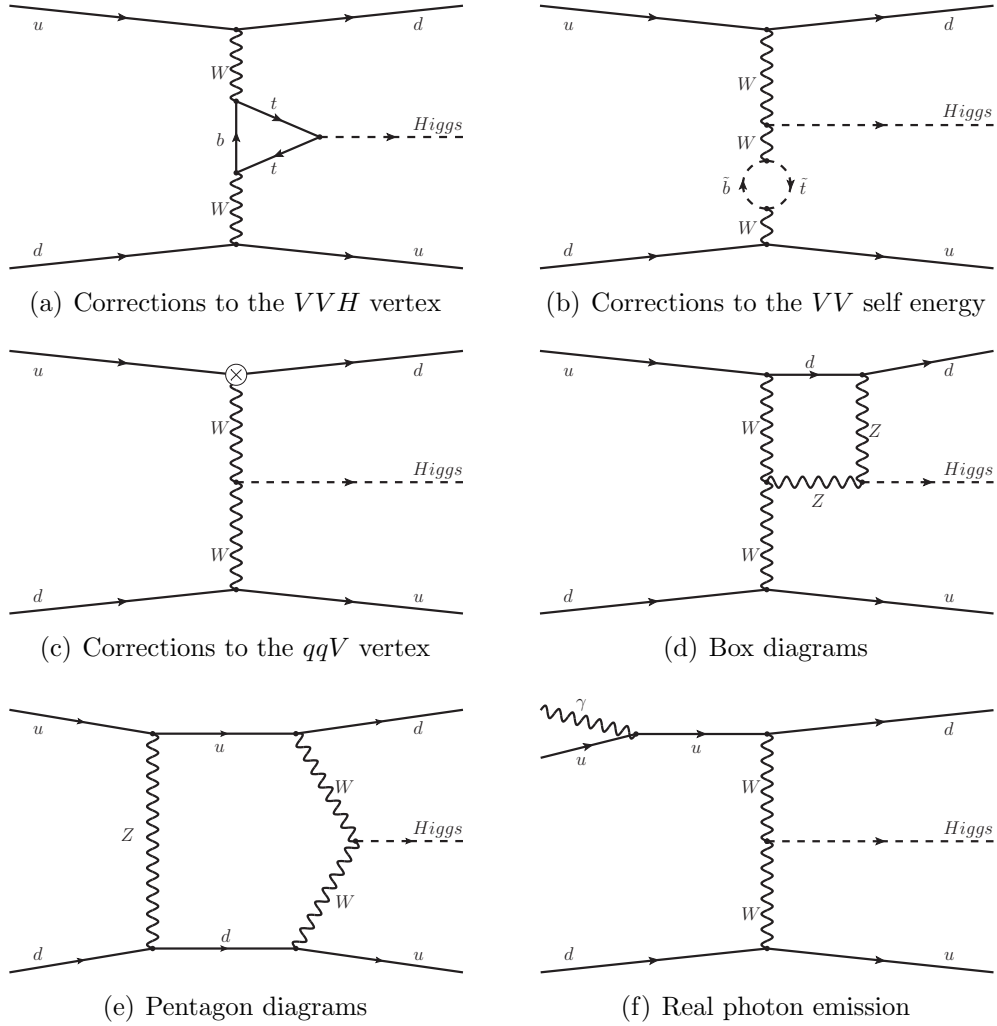 u d
W
t
b
t
Higgs
W
d u
(a) Corrections to the VVH vertex
u d
W
Higgs
W
b̃ t̃
W
d u
(b) Corrections to the VV self energy
u d
W
Higgs
W
d u
(c) Corrections to the qqV vertex
u d d
W Z
Higgs
Z
W
d u
(d) Box diagrams
u u d
W
Z Higgs
W
d d u
(e) Pentagon diagrams
γ
u u d
W
Higgs
W
d u
(f) Real photon emission